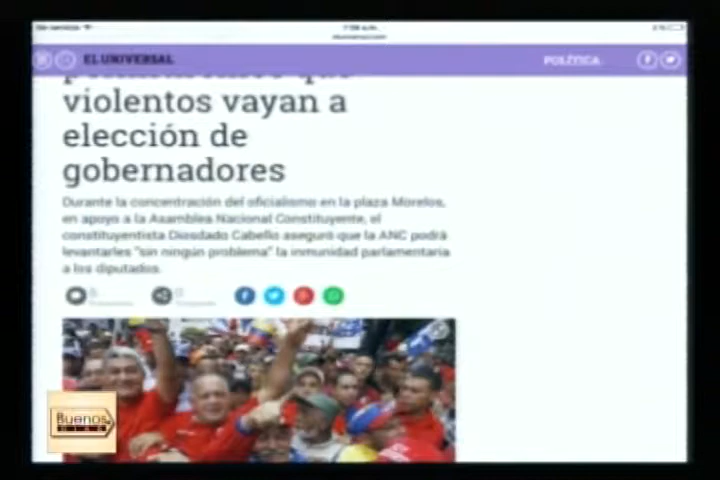 EL UNIVERSAL
POLÍTICA
violentos vayan a
elección de
gobernadores
Durante la concentración del oficialismo en la plaza Morelos,
en apoyo a la Asamblea Nacional Constituyente, el
constituyentista Diosdado Cabello aseguró que la ANC podrá
levantarles "sin ningún problema" la inmunidad parlamentaria
a los diputados.
Buenos
DÍAS